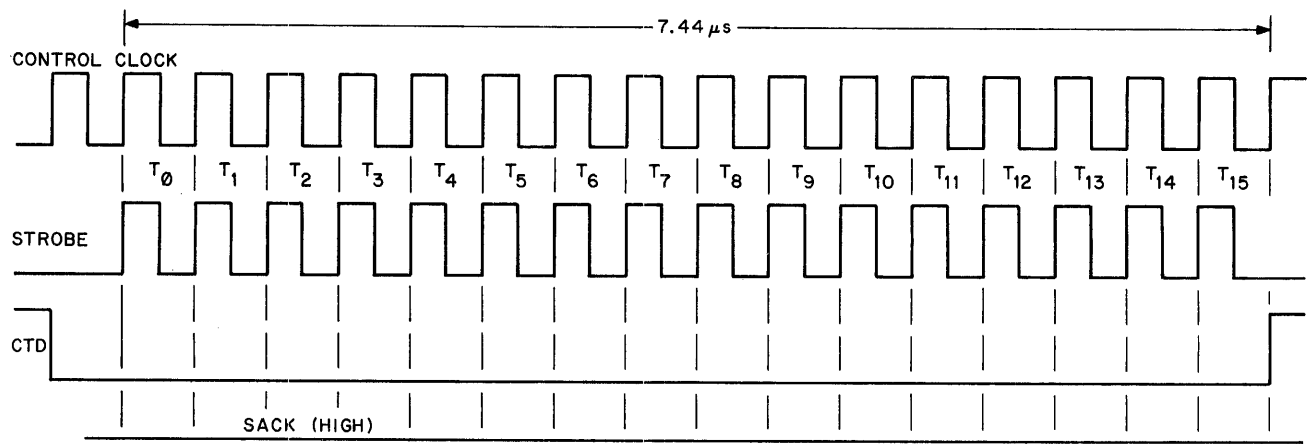 7.44 μs
CONTROL CLOCK
T0 T1 T2 T3 T4 T5 T6 T7 T8 T9 T10 T11 T12 T13 T14 T15
STROBE
CTD
SACK (HIGH)